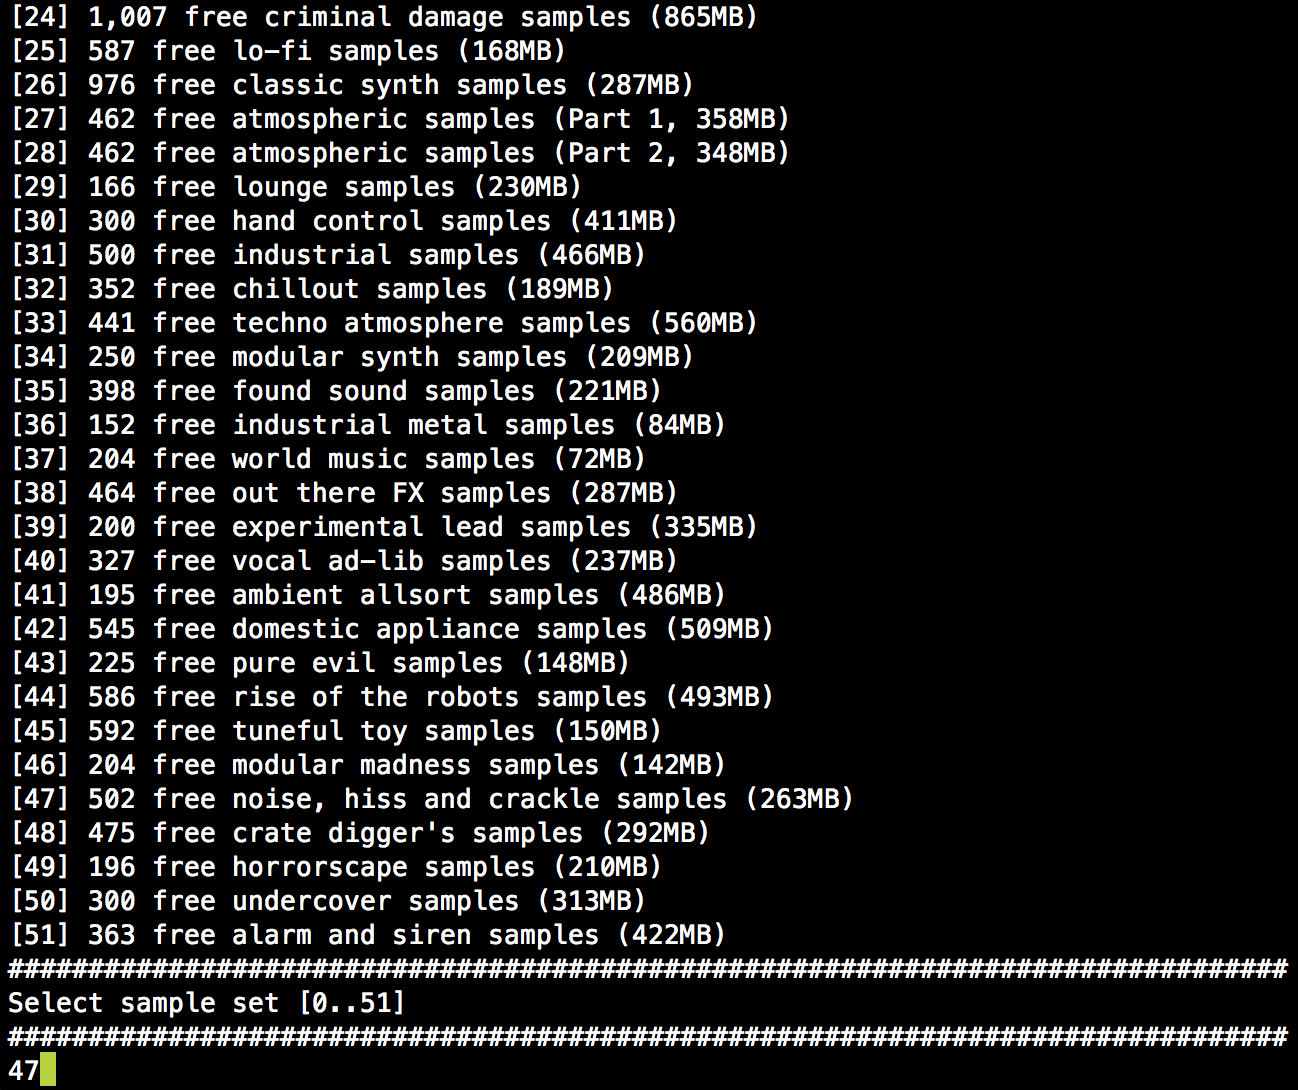 [24] 1,007 free criminal damage samples (865MB)
[25] 587 free lo-fi samples (168MB)
[26] 976 free classic synth samples (287MB)
[27] 462 free atmospheric samples (Part 1, 358MB)
[28] 462 free atmospheric samples (Part 2, 348MB)
[29] 166 free lounge samples (230MB)
[30] 300 free hand control samples (411MB)
[31] 500 free industrial samples (466MB)
[32] 352 free chillout samples (189MB)
[33] 441 free techno atmosphere samples (560MB)
[34] 250 free modular synth samples (209MB)
[35] 398 free found sound samples (221MB)
[36] 152 free industrial metal samples (84MB)
[37] 204 free world music samples (72MB)
[38] 464 free out there FX samples (287MB)
[39] 200 free experimental lead samples (335MB)
[40] 327 free vocal ad-lib samples (237MB)
[41] 195 free ambient allsort samples (486MB)
[42] 545 free domestic appliance samples (509MB)
[43] 225 free pure evil samples (148MB)
[44] 586 free rise of the robots samples (493MB)
[45] 592 free tuneful toy samples (150MB)
[46] 204 free modular madness samples (142MB)
[47] 502 free noise, hiss and crackle samples (263MB)
[48] 475 free crate digger's samples (292MB)
[49] 196 free horrorscape samples (210MB)
[50] 300 free undercover samples (313MB)
[51] 363 free alarm and siren samples (422MB)
################################################################################
Select sample set [0..51]
################################################################################
47